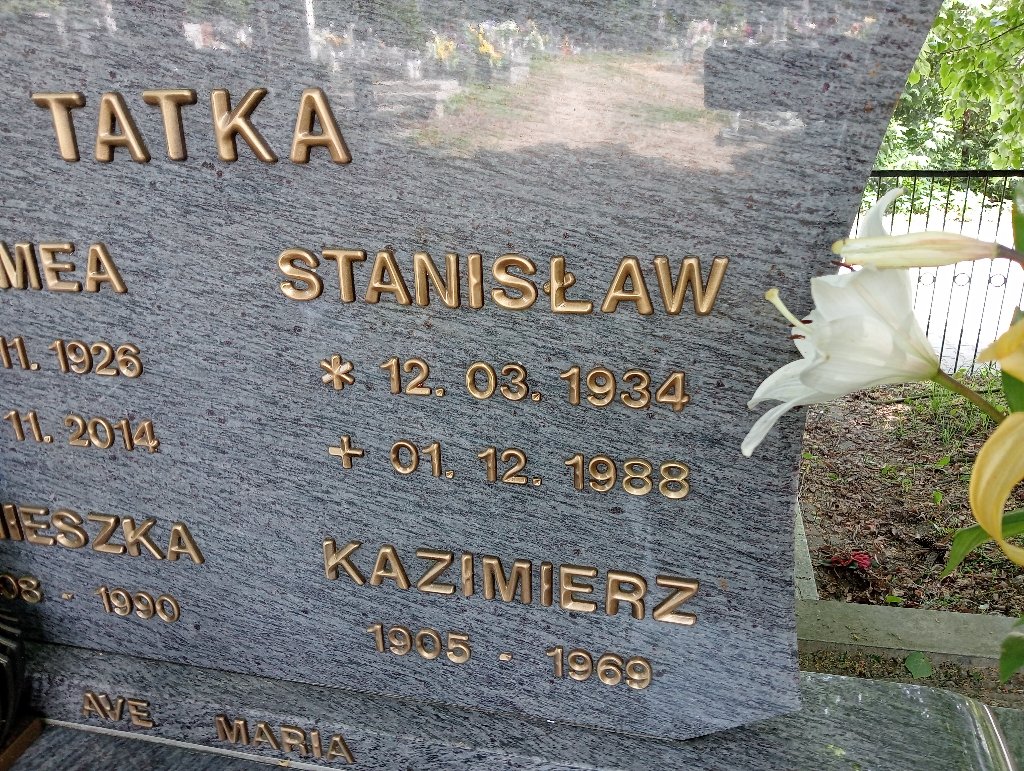 TATKA
MEA STANISŁAW
11. 1926 * 12. 03. 1934
11. 2014 + 01. 12. 1988
IESZKA KAZIMIERZ
08 - 1990 1905 - 1969
AVE MARIA